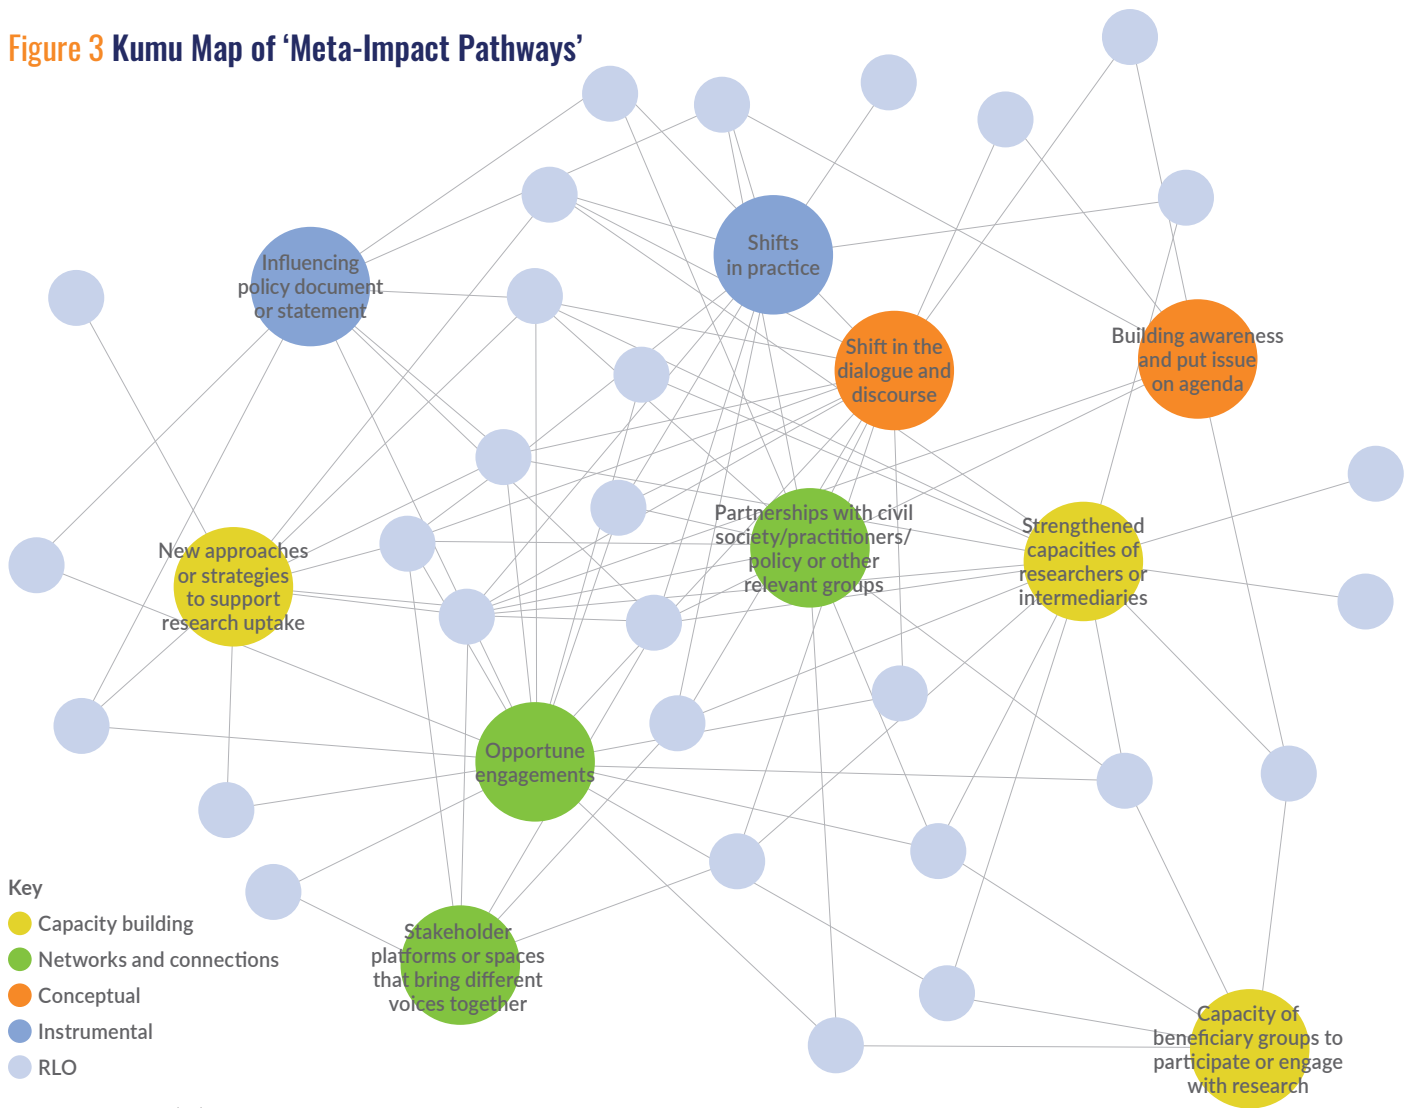 Figure 3 Kumu Map of ‘Meta-Impact Pathways’
Influencing
policy document
or statement
Shifts
in practice
Shift in the
dialogue and
discourse
Building awareness
and put issue
on agenda
New approaches
or strategies
to support
research uptake
Partnerships with civil
society/practitioners/
policy or other
relevant groups
Strengthened
capacities of
researchers or
intermediaries
Opportune
engagements
Stakeholder
platforms or spaces
that bring different
voices together
Capacity of
beneficiary groups to
participate or engage
with research
Key
Capacity building
Networks and connections
Conceptual
Instrumental
RLO